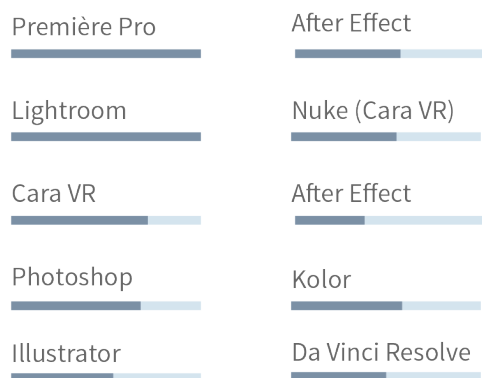 Première Pro
After Effect
Lightroom
Nuke (Cara VR)
Cara VR
After Effect
Photoshop
Kolor
Illustrator
Da Vinci Resolve